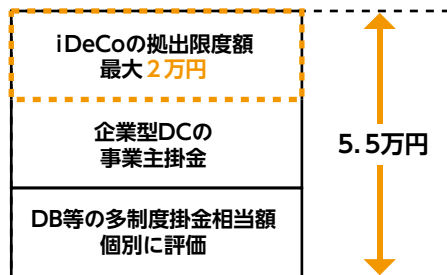 iDeCoの拠出限度額
最大2万円
企業型DCの
事業主掛金
5.5万円
DB等の多制度掛金相当額
個別に評価